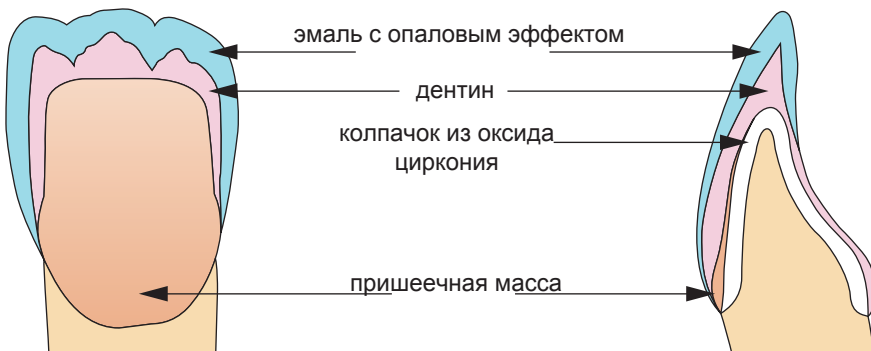 эмаль с опаловым эффектом
дентин
колпачок из оксида
циркония
пришеечная масса